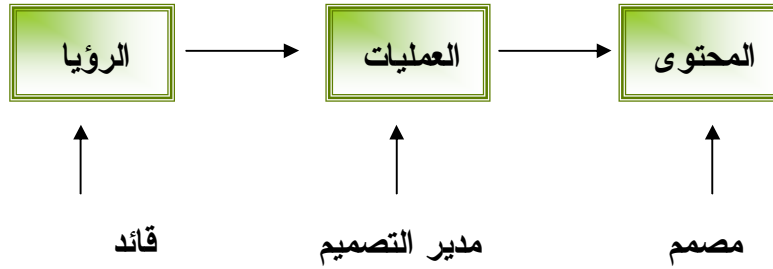 الرؤيا
العمليات
المحتوى
قائد
مدير التصميم
مصمم